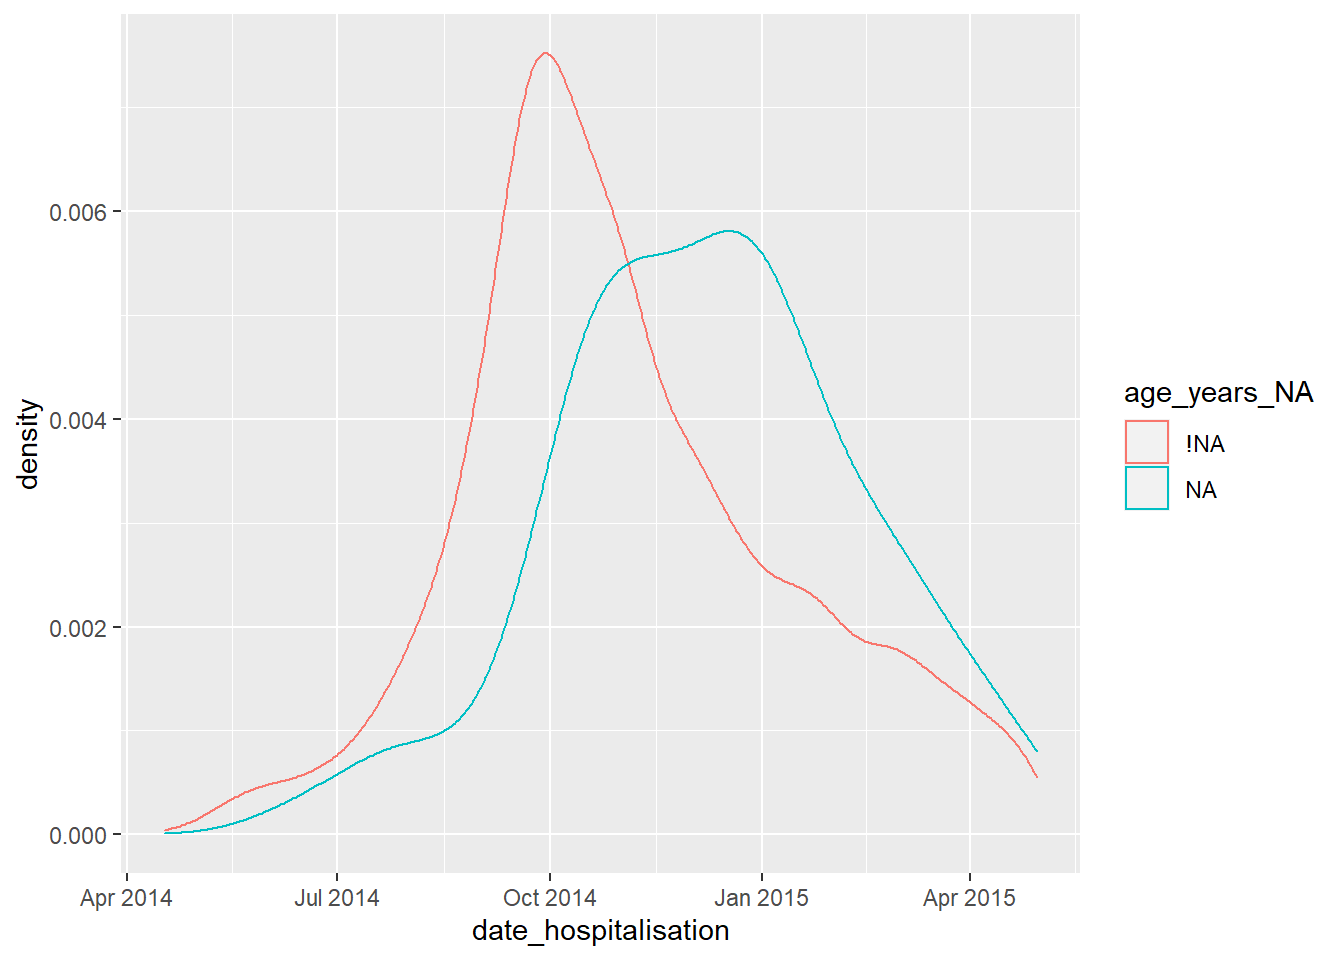 density
0.006
0.004
0.002
0.000
Apr 2014
Jul 2014
Oct 2014
Jan 2015
Apr 2015
date_hospitalisation
age_years_NA
!NA
NA